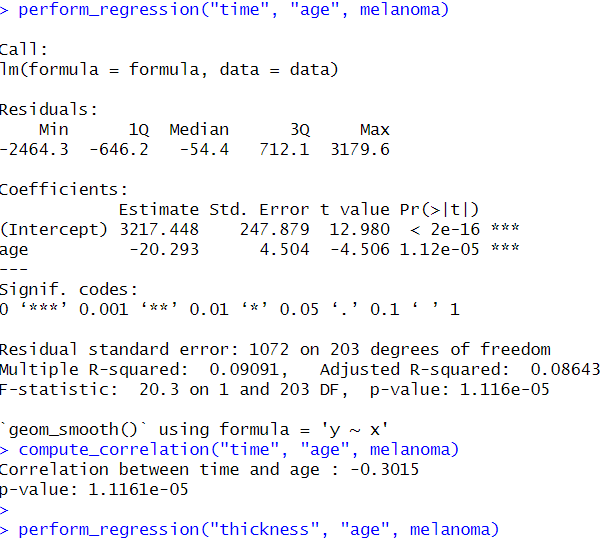 > perform_regression("time", "age", melanoma)
Call:
lm(formula = formula, data = data)
Residuals:
    Min      1Q  Median      3Q     Max
-2464.3  -646.2   -54.4   712.1  3179.6
Coefficients:
            Estimate Std. Error t value Pr(>|t|)
(Intercept) 3217.448    247.879  12.980  < 2e-16 ***
age          -20.293      4.504  -4.506 1.12e-05 ***
---
Signif. codes:
0 ‘***’ 0.001 ‘**’ 0.01 ‘*’ 0.05 ‘.’ 0.1 ‘ ’ 1
Residual standard error: 1072 on 203 degrees of freedom
Multiple R-squared:  0.09091,	Adjusted R-squared:  0.08643
F-statistic:  20.3 on 1 and 203 DF,  p-value: 1.116e-05
`geom_smooth()` using formula = 'y ~ x'
> compute_correlation("time", "age", melanoma)
Correlation between time and age : -0.3015
p-value: 1.1161e-05
>
> perform_regression("thickness", "age", melanoma)